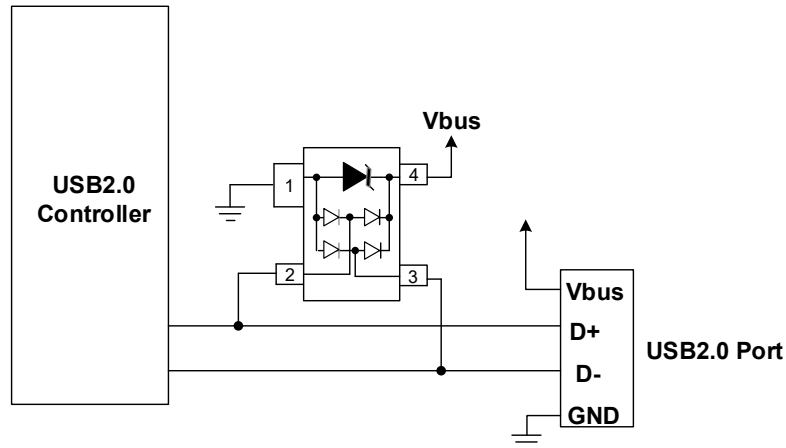 Vbus
1
4
USB2.0
Controller
2
3
Vbus
D+
USB2.0 Port
D-
GND